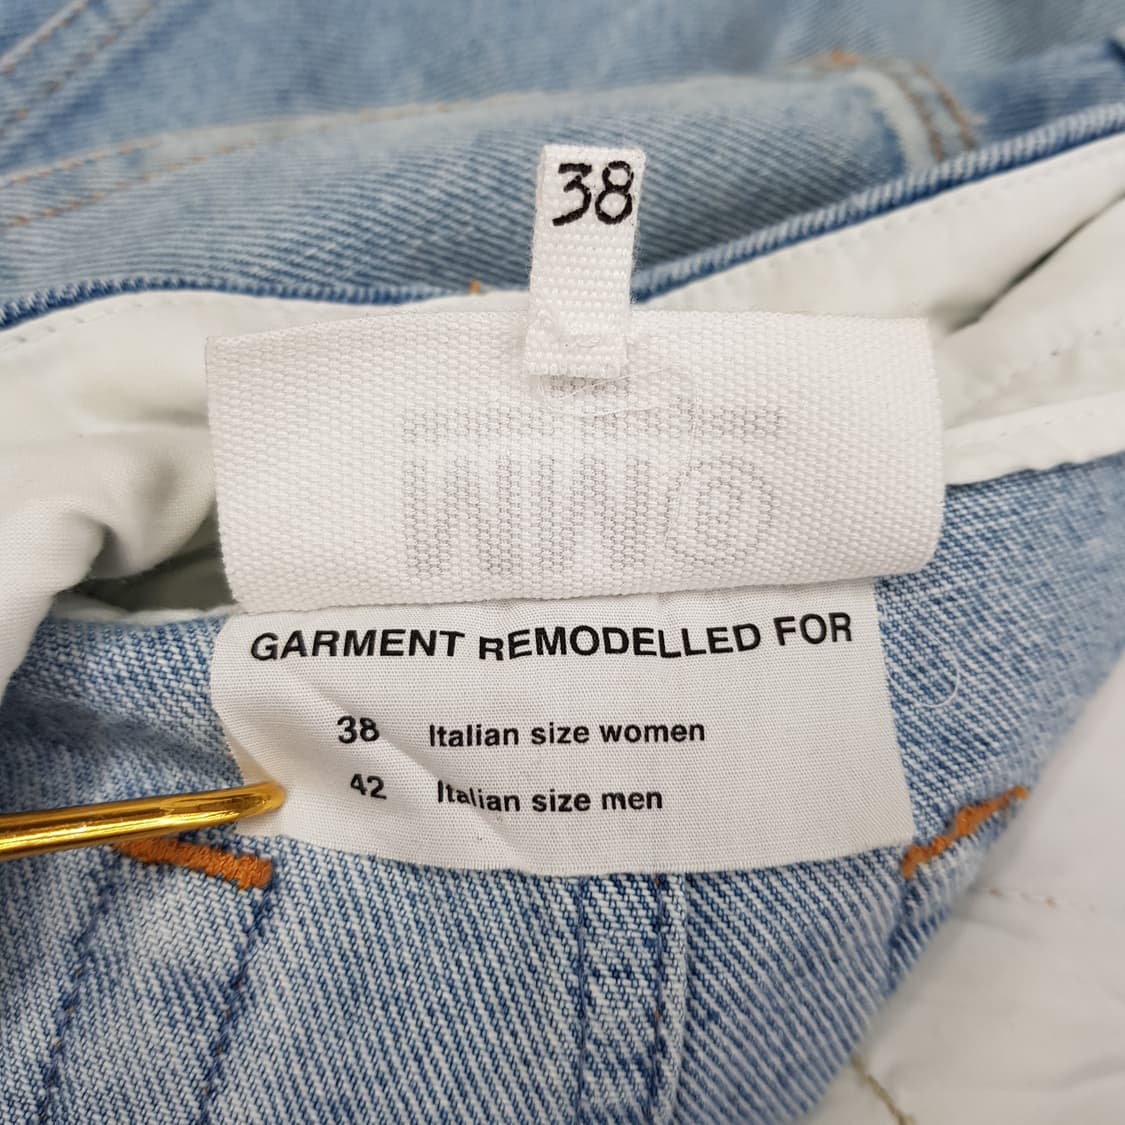 38
GARMENT REMODELLED FOR
38 Italian size women
42 Italian size men